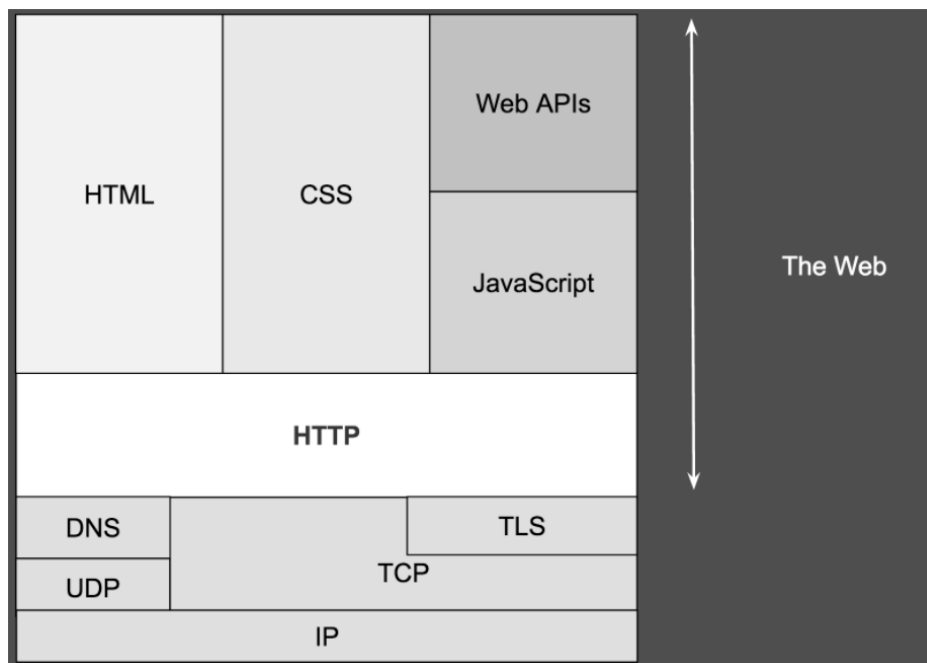 Web APIs
HTML
CSS
JavaScript
The Web
HTTP
DNS
TLS
TCP
UDP
IP